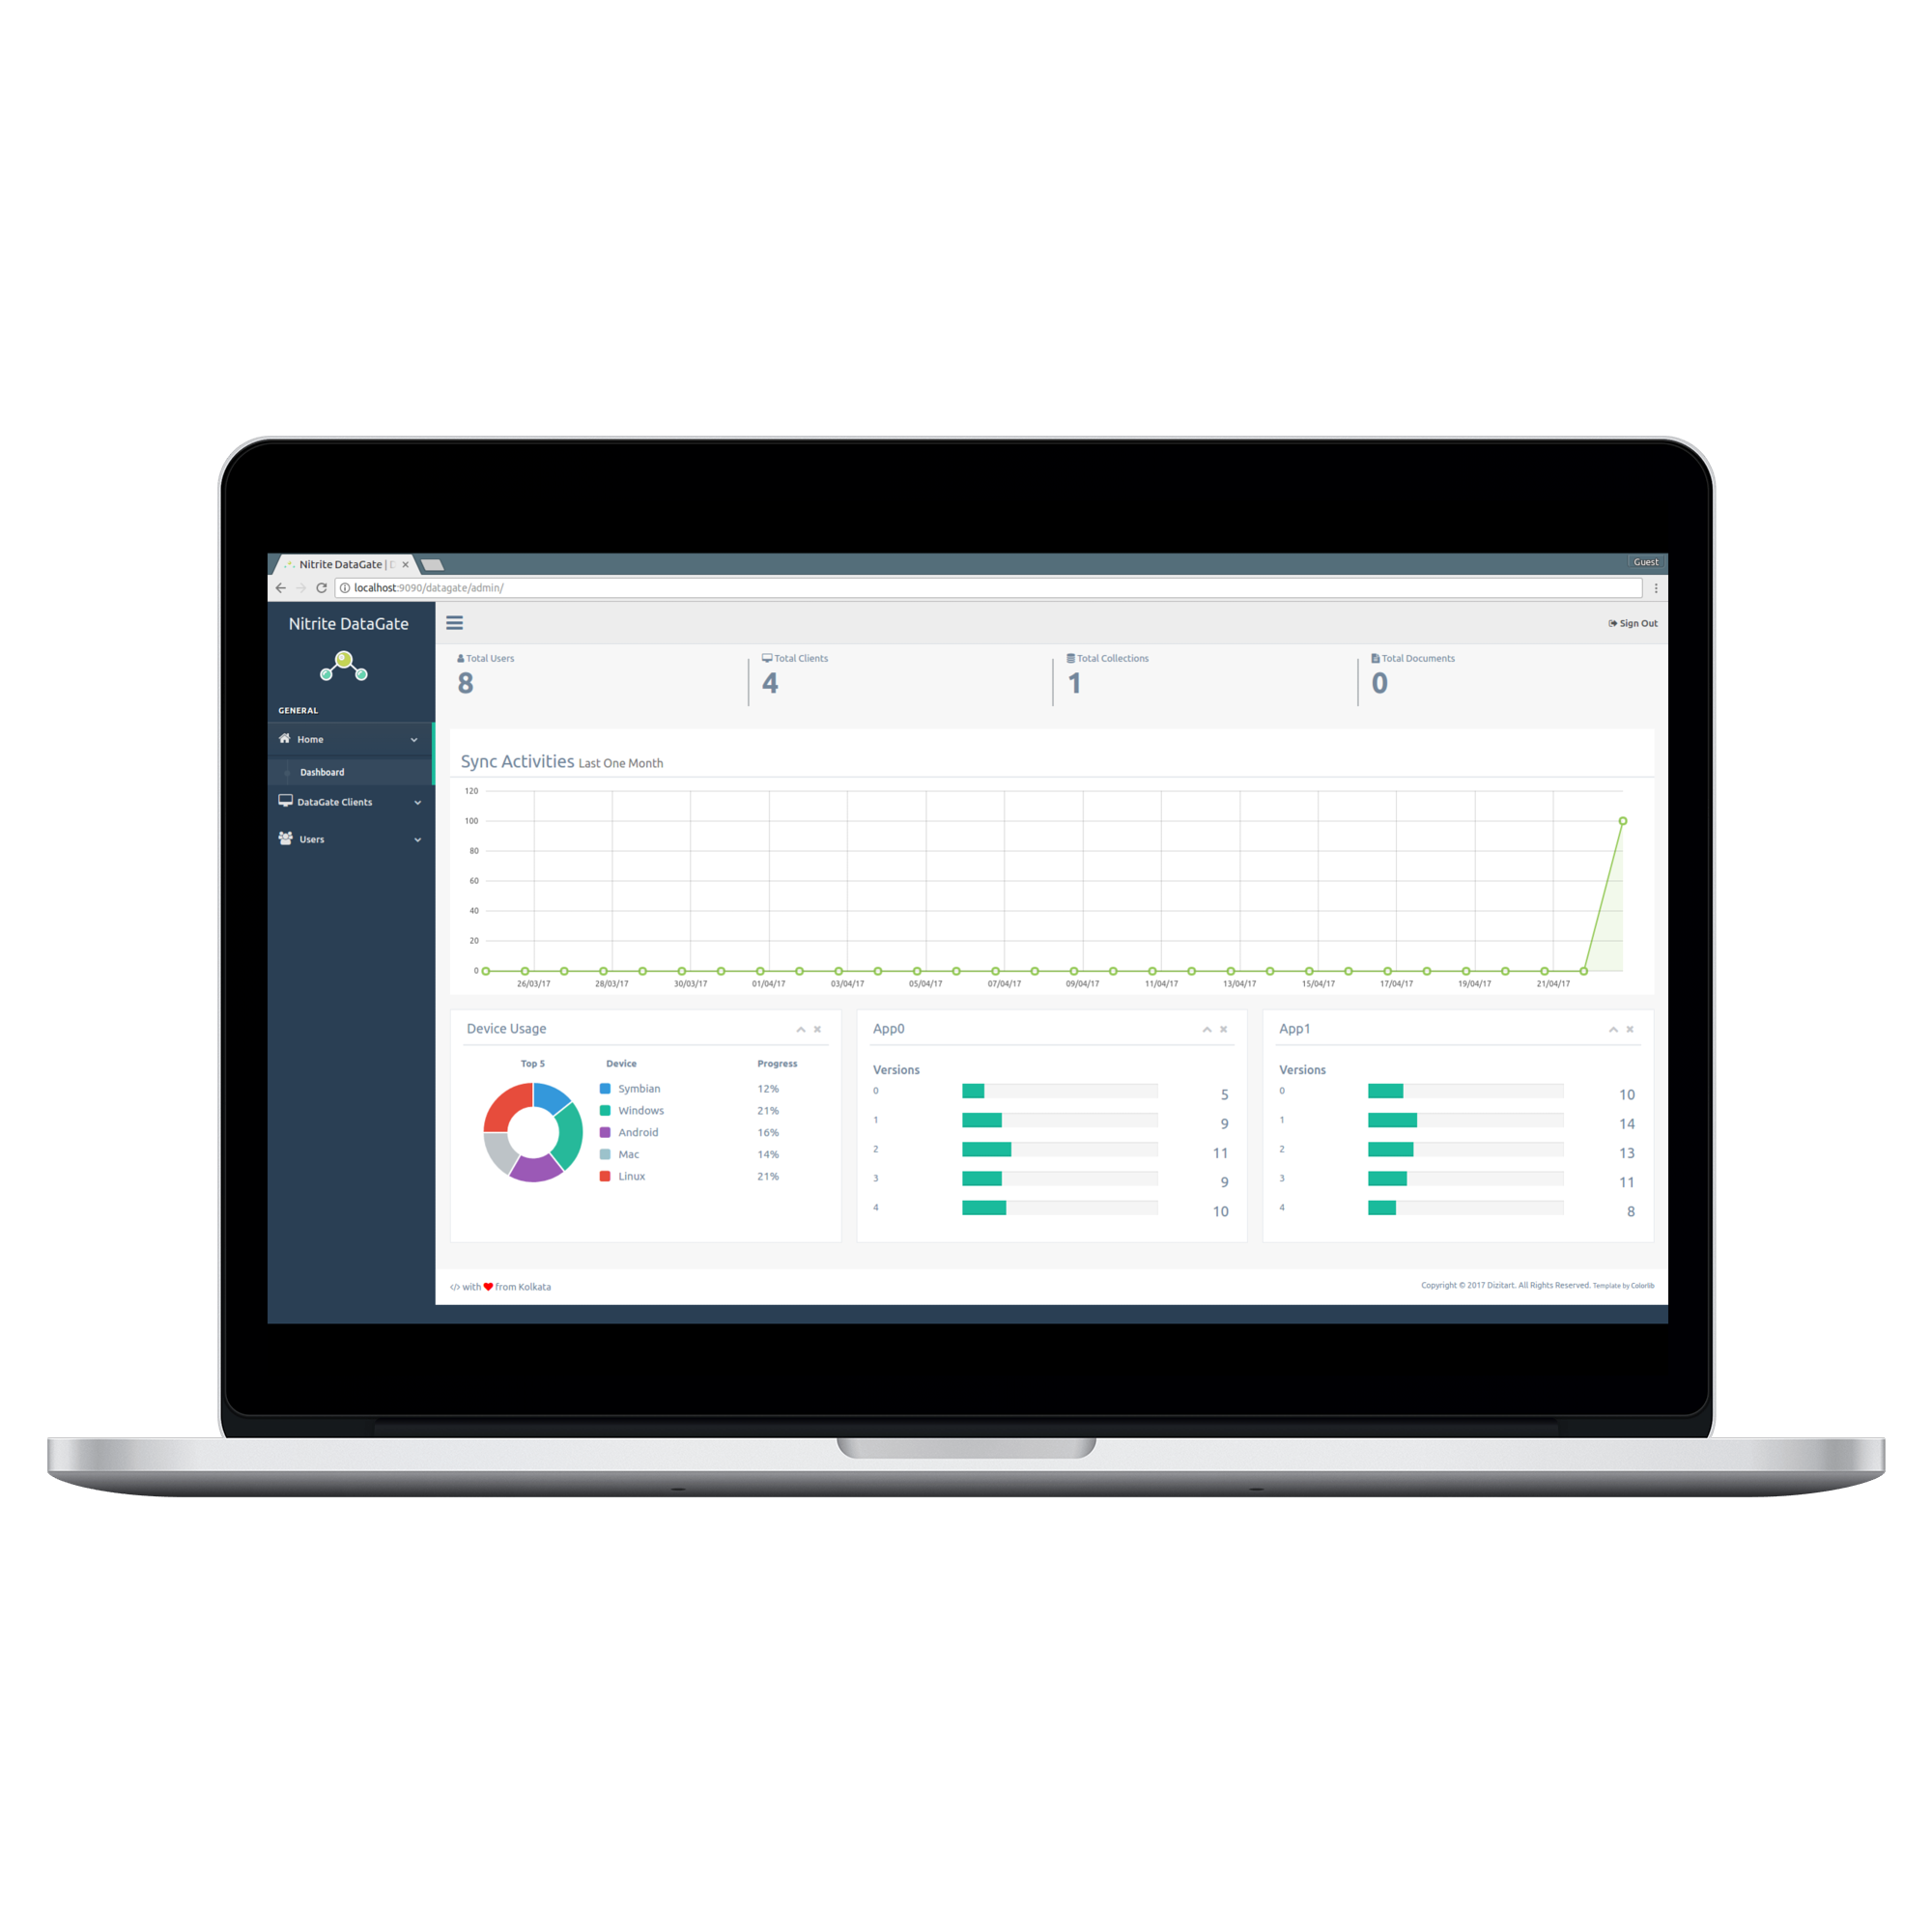 Nitrite DataGate |
Guest
localhost:9090/datagate/admin/
Nitrite DataGate
Sign Out
GENERAL
Home
Dashboard
DataGate Clients
Users
Total Users
8
Total Clients
4
Total Collections
1
Total Documents
0
Sync Activities Last One Month
120
100
80
60
40
20
0
26/03/17 28/03/17 30/03/17 01/04/17 03/04/17 05/04/17 07/04/17 09/04/17 11/04/17 13/04/17 15/04/17 17/04/17 19/04/17 21/04/17
Device Usage
Top 5 Device Progress
Symbian 12%
Windows 21%
Android 16%
Mac 14%
Linux 21%
App0
Versions
0 5
1 9
2 11
3 9
4 10
App1
Versions
0 10
1 14
2 13
3 11
4 8
</> with ❤ from Kolkata
Copyright © 2017 Dizitart. All Rights Reserved. Template by Colorlib